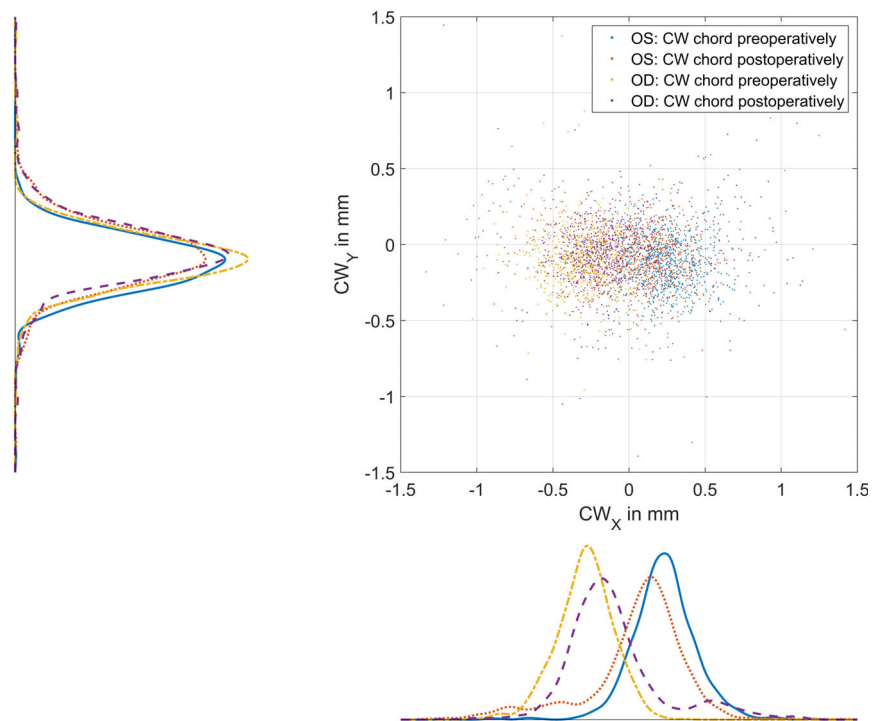 1.5
OS: CW chord preoperatively
OS: CW chord postoperatively
OD: CW chord preoperatively
OD: CW chord postoperatively
1
0.5
0
-0.5
-1
-1.5
CW_Y in mm
-1.5 -1 -0.5 0 0.5 1 1.5
CW_X in mm